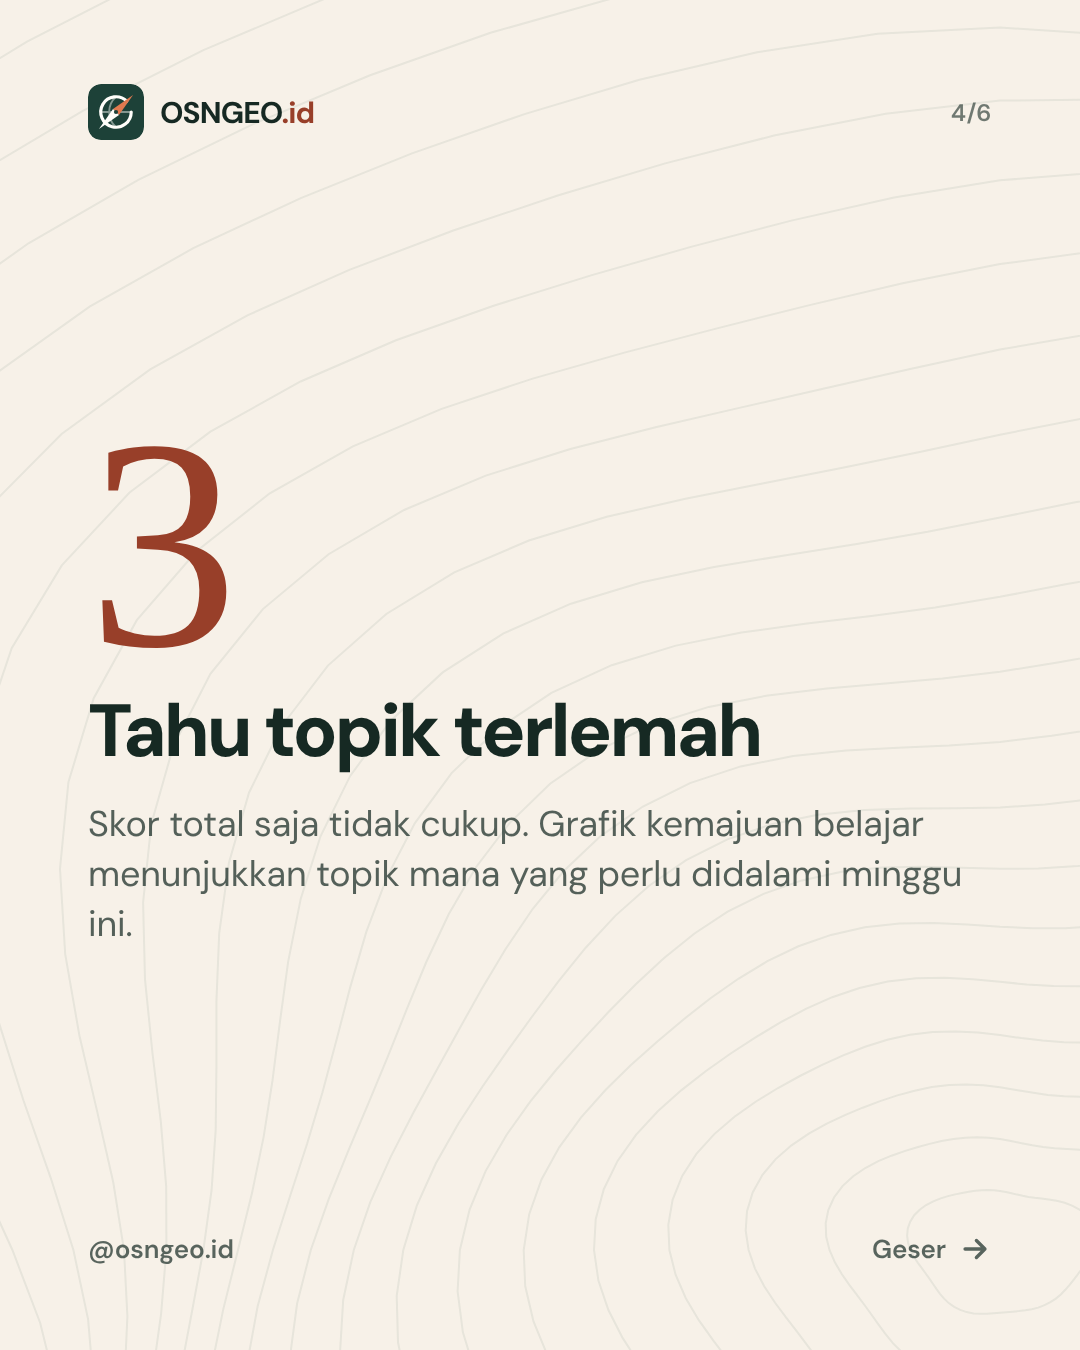 OSNGEO.id
4/6
3
Tahu topik terlemah
Skor total saja tidak cukup. Grafik kemajuan belajar
menunjukkan topik mana yang perlu didalami minggu
ini.
@osngeo.id
Geser →